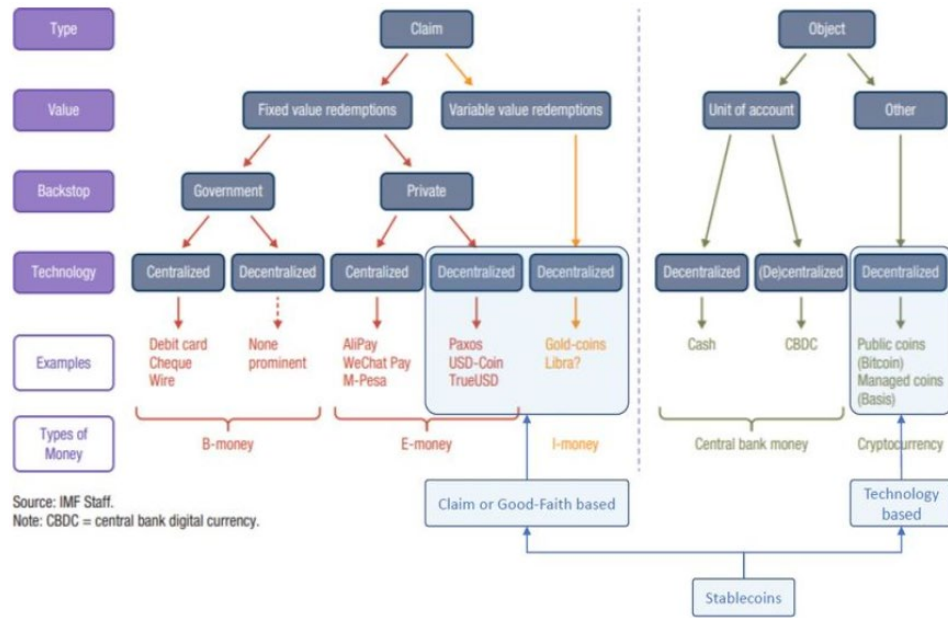 Type
Claim
Object
Value
Fixed value redemptions
Variable value redemptions
Unit of account
Other
Backstop
Government
Private
Technology
Centralized
Decentralized
Centralized
Decentralized
Decentralized
Decentralized
(De)centralized
Decentralized
Examples
Debit card
Cheque
Wire
None
prominent
AliPay
WeChat Pay
M-Pesa
Paxos
USD-Coin
TrueUSD
Gold-coins
Libra?
Cash
CBDC
Public coins
(Bitcoin)
Managed coins
(Basis)
Types of
Money
B-money
E-money
I-money
Central bank money
Cryptocurrency
Source: IMF Staff.
Note: CBDC = central bank digital currency.
Claim or Good-Faith based
Technology
based
Stablecoins